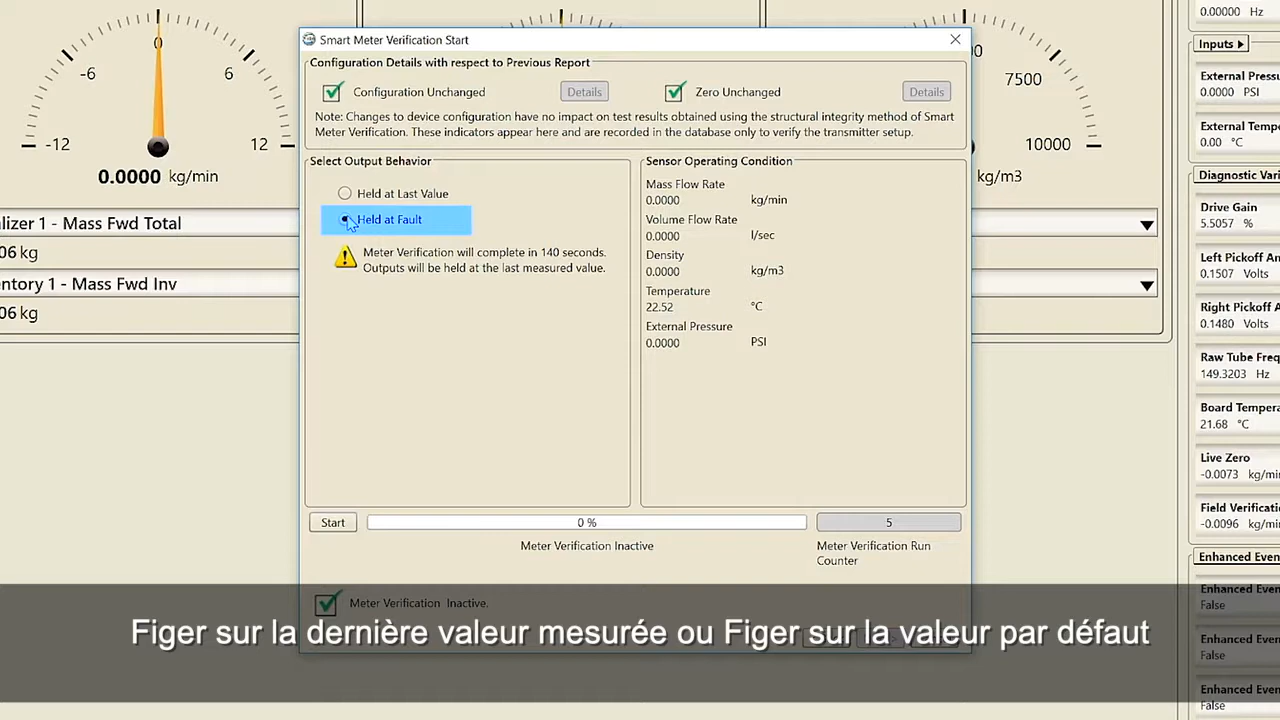 0
-6
6
-12
12
0.0000 kg/min
alizer 1 - Mass Fwd Total
06 kg
entory 1 - Mass Fwd Inv
06 kg
Smart Meter Verification Start
Configuration Details with respect to Previous Report
Configuration Unchanged
Details
Zero Unchanged
Details
Note: Changes to device configuration have no impact on test results obtained using the structural integrity method of Smart
Meter Verification. These indicators appear here and are recorded in the database only to verify the transmitter setup.
Select Output Behavior
Held at Last Value
Held at Fault
Meter Verification will complete in 140 seconds.
Outputs will be held at the last measured value.
Sensor Operating Condition
Mass Flow Rate
0.0000 kg/min
Volume Flow Rate
0.0000 l/sec
Density
0.0000 kg/m3
Temperature
22.52 °C
External Pressure
0.0000 PSI
Start
0 %
5
Meter Verification Inactive
Meter Verification Run
Counter
Meter Verification Inactive.
7500
10000
kg/m3
0.00000 Hz
Inputs
External Pressu
0.0000 PSI
External Tempe
0.00 °C
Diagnostic Vari
Drive Gain
5.5057 %
Left Pickoff Am
0.1507 Volts
Right Pickoff A
0.1480 Volts
Raw Tube Freq
149.3203 Hz
Board Tempera
21.68 °C
Live Zero
-0.0073 kg/min
Field Verificati
-0.0096 kg/min
Enhanced Even
Enhanced Even
False
Enhanced Even
False
Enhanced Even
False
Figer sur la dernière valeur mesurée ou Figer sur la valeur par défaut